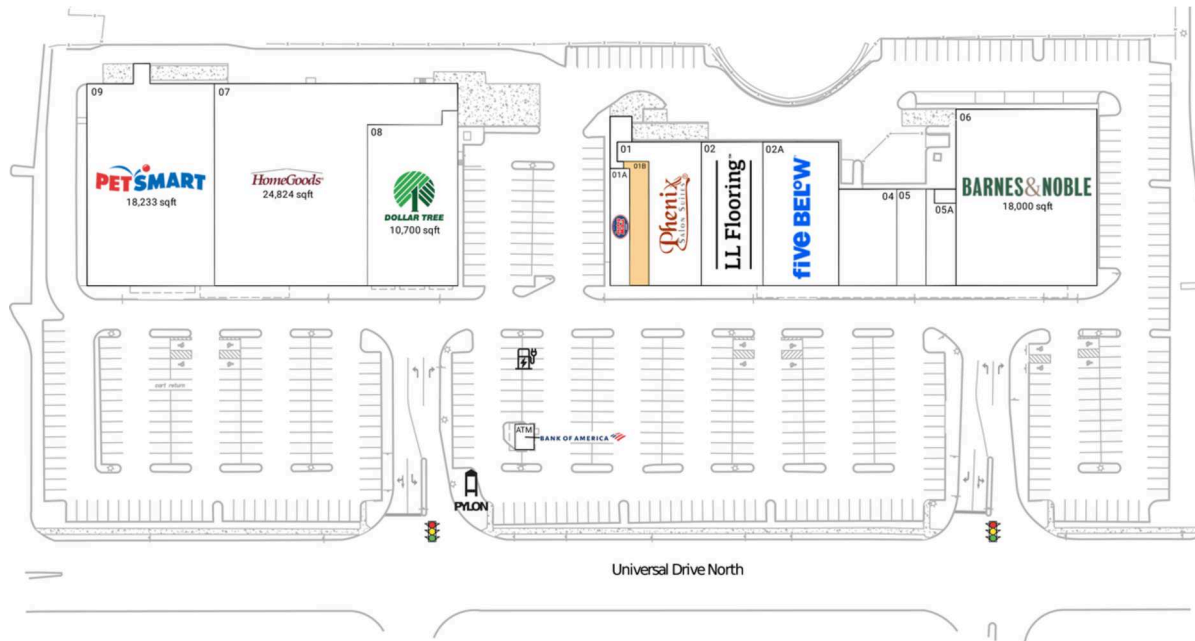 09
07
08
PETSMART
18,233 sqft
HomeGoods
24,824 sqft
DOLLAR TREE
10,700 sqft
01
01A
01B
Phenix
SALON SUITES
02
LL Flooring
02A
five BELOW
04
05
05A
06
BARNES&NOBLE
18,000 sqft
cart return
ATM
BANK OF AMERICA
PYLON
Universal Drive North